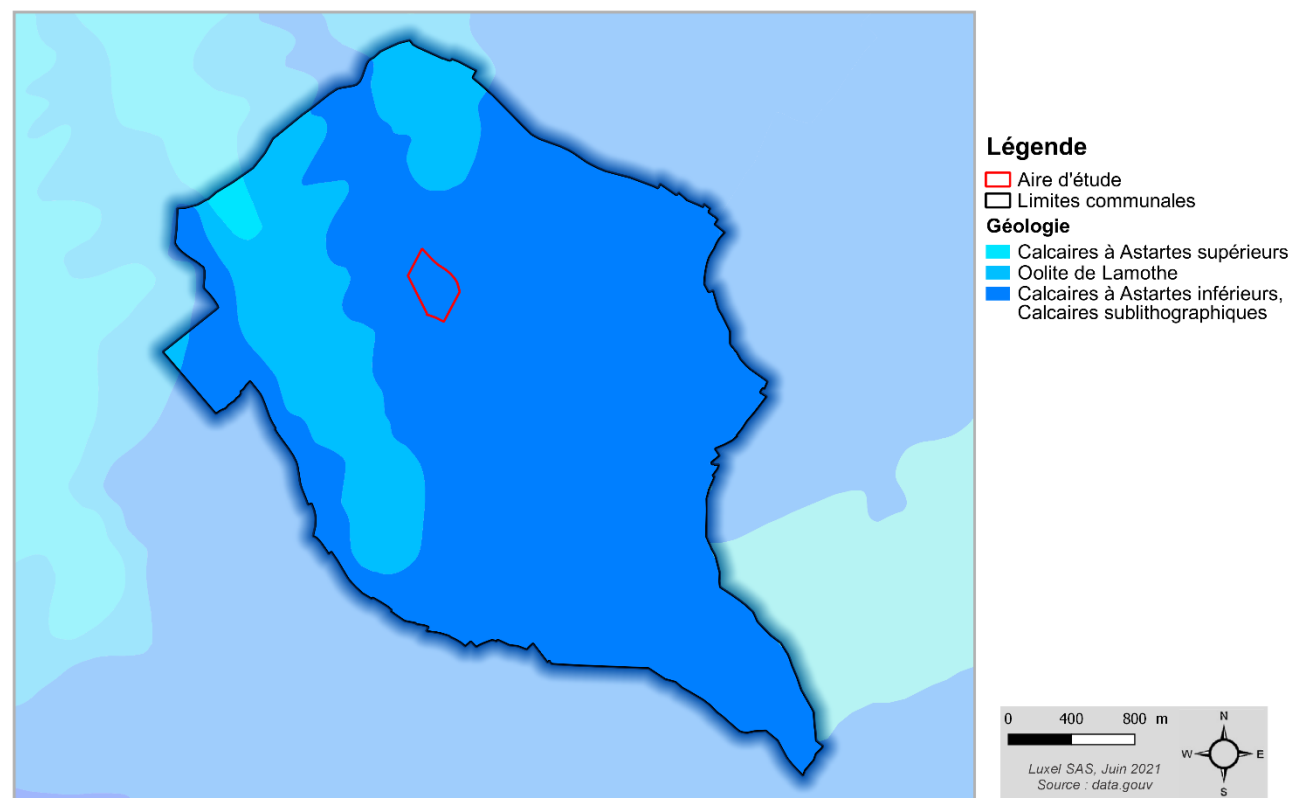 Légende
Aire d'étude
Limites communales
Géologie
Calcaires à Astartes supérieurs
Oolite de Lamothe
Calcaires à Astartes inférieurs,
Calcaires sublithographiques
0 400 800 m
N
W E
S
Luxel SAS, Juin 2021
Source : data.gouv